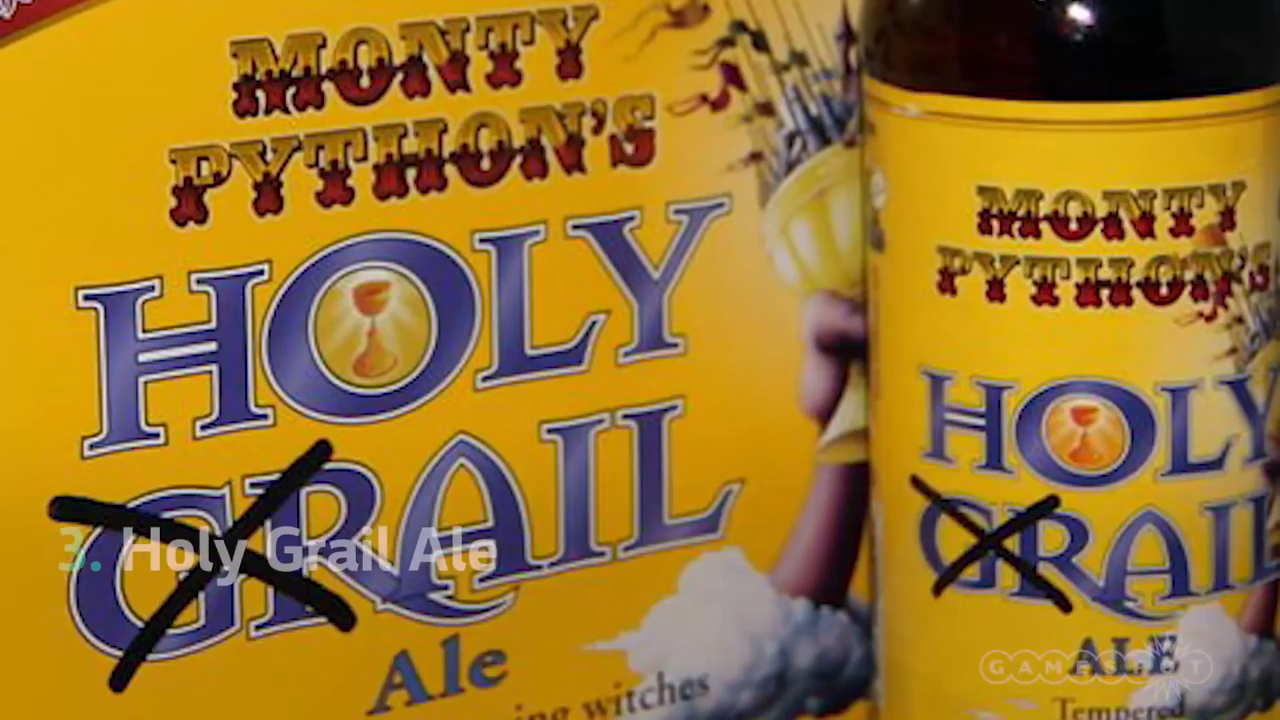 MONTY
PYTHON'S
HOLY
GRAIL
Ale
witches
3. Holy Grail Ale
MONTY
PYTHON'S
HOLY
GRAIL
ALE
Tempered
GAMESPOT